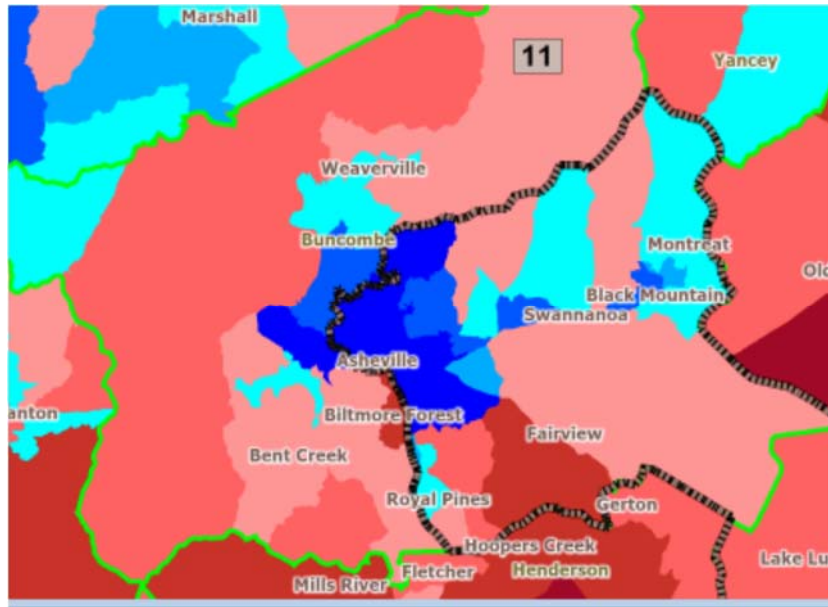 Marshall
11
Yancey
Weaverville
Buncombe
Montreat
Old
Black Mountain
Swannanoa
Asheville
anton
Biltmore Forest
Fairview
Bent Creek
Royal Pines
Gerton
Hoopers Creek
Lake Lu
Fletcher
Henderson
Mills River